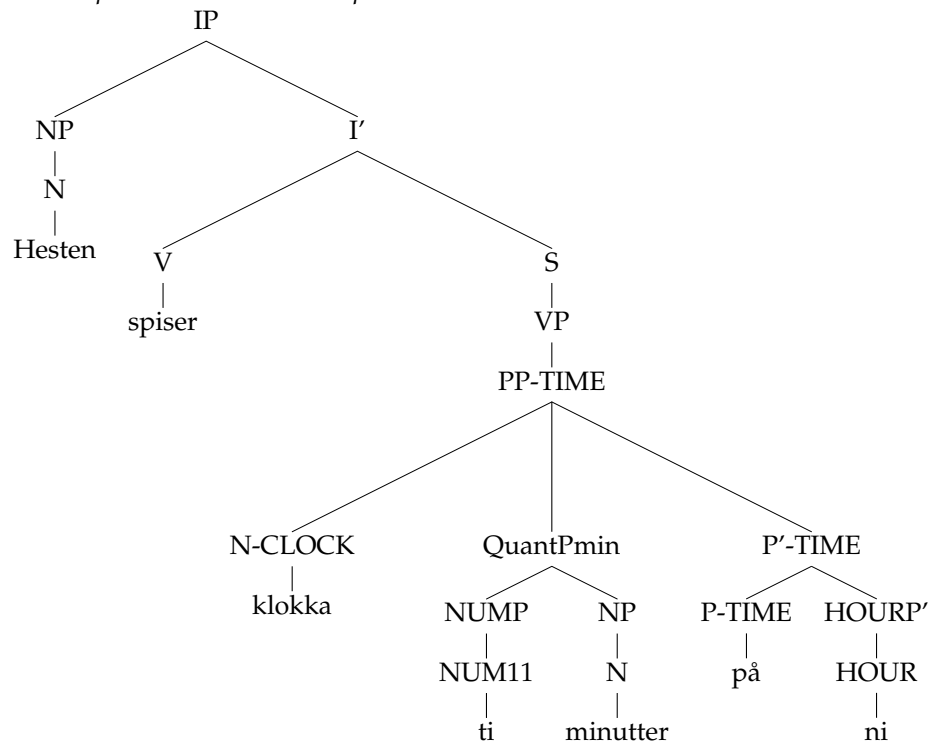 IP
NP I'
N
Hesten V S
spiser VP
PP-TIME
N-CLOCK QuantPmin P'-TIME
klokka NUMP NP P-TIME HOURP'
NUM11 N på HOUR
ti minutter ni